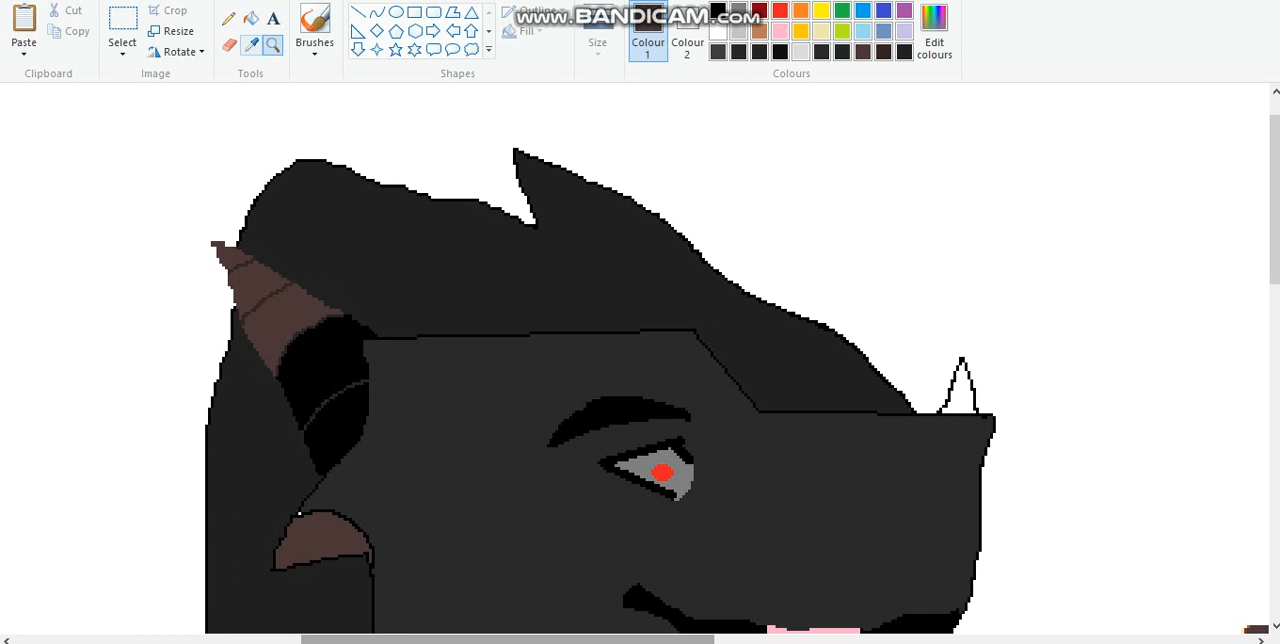 www.BANDICAM.com
Paste
Cut
Copy
Clipboard
Select
Crop
Resize
Rotate
Image
A
Tools
Brushes
Shapes
Outline
Fill
Size
Colour
1
Colour
2
Edit
colours
Colours